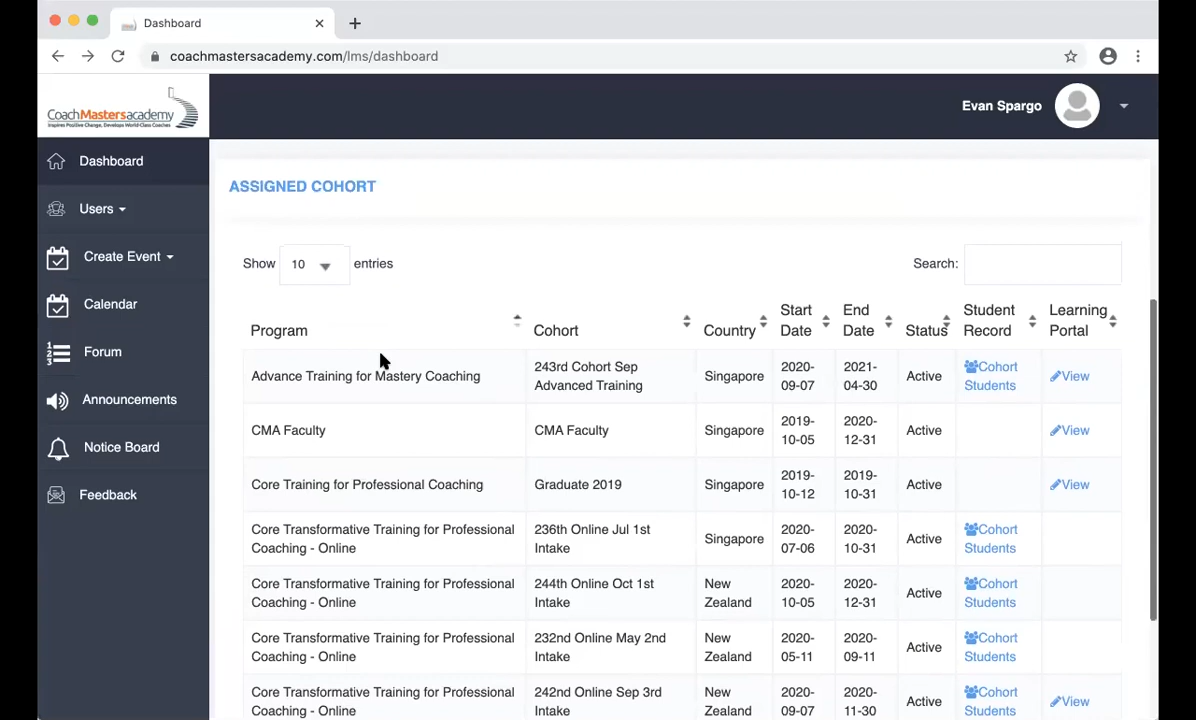 Dashboard
coachmastersacademy.com/lms/dashboard
CoachMastersacademy
Inspires Positive Change, Develops World-Class Coaches
Evan Spargo
Dashboard
Users
Create Event
Calendar
Forum
Announcements
Notice Board
Feedback
ASSIGNED COHORT
Show 10 entries Search:
Program Cohort Country Start Date End Date Status Student Record Learning Portal
Advance Training for Mastery Coaching 243rd Cohort Sep Advanced Training Singapore 2020-09-07 2021-04-30 Active Cohort Students View
CMA Faculty CMA Faculty Singapore 2019-10-05 2020-12-31 Active View
Core Training for Professional Coaching Graduate 2019 Singapore 2019-10-12 2019-10-31 Active View
Core Transformative Training for Professional Coaching - Online 236th Online Jul 1st Intake Singapore 2020-07-06 2020-10-31 Active Cohort Students
Core Transformative Training for Professional Coaching - Online 244th Online Oct 1st Intake New Zealand 2020-10-05 2020-12-31 Active Cohort Students
Core Transformative Training for Professional Coaching - Online 232nd Online May 2nd Intake New Zealand 2020-05-11 2020-09-11 Active Cohort Students
Core Transformative Training for Professional Coaching - Online 242nd Online Sep 3rd Intake New Zealand 2020-09-07 2020-11-30 Active Cohort Students View